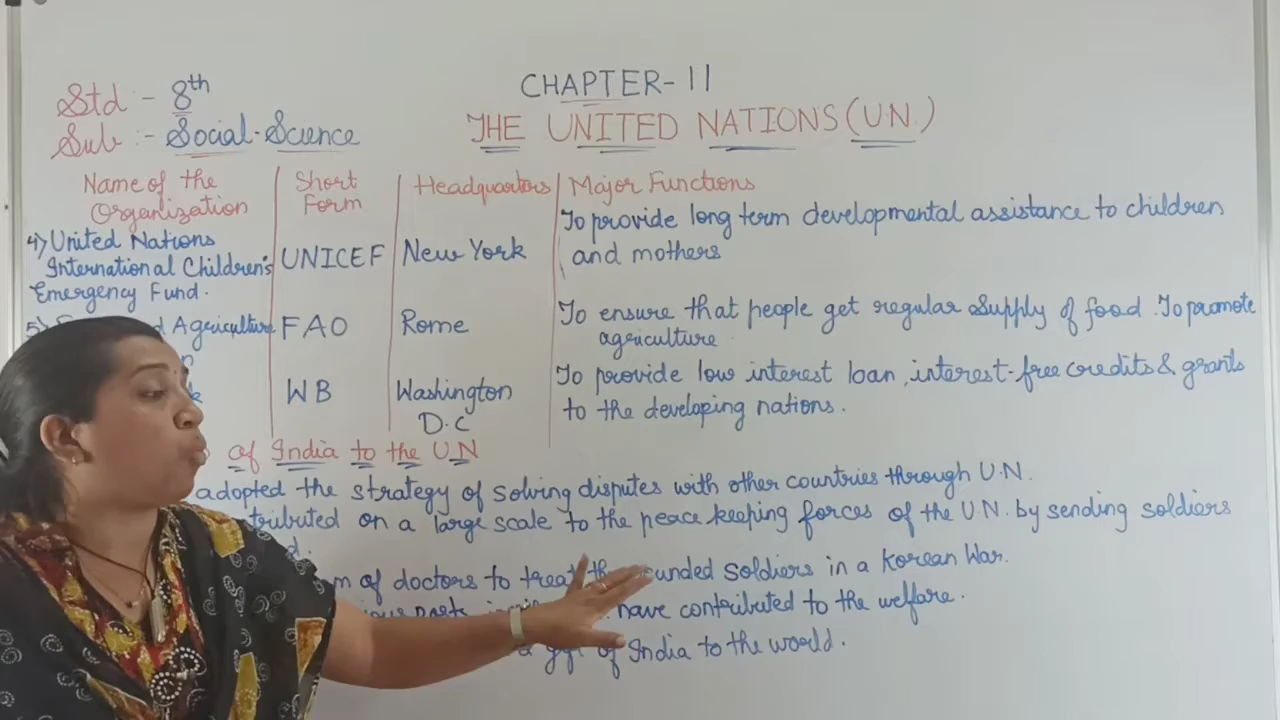 CHAPTER-11
Std :- 8th
Sub :- Social-Science
THE UNITED NATIONS (U.N.)
Name of the Organization
Short Form
Headquarters
Major Functions
4) United Nations
International Children's
Emergency Fund.
UNICEF
New York
To provide long term developmental assistance to children
and mothers
5)
Agriculture
FAO
Rome
To ensure that people get regular supply of food. To promote
agriculture.
WB
Washington
D.C
To provide low interest loan, interest-free credits & grants
to the developing nations.
of India to the U.N
adopted the strategy of solving disputes with other countries through U.N.
on a large scale to the peace keeping forces of the U.N. by sending soldiers
of doctors to treat the soldiers in a Korean War.
have contributed to the welfare.
of India to the world.